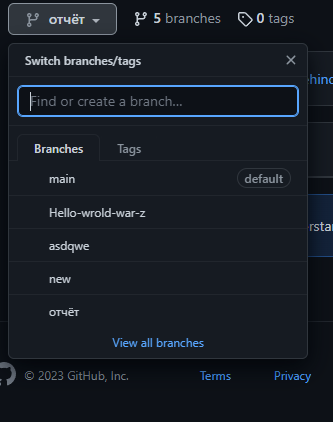 отчёт 5 branches 0 tags
Switch branches/tags
Find or create a branch...
Branches Tags
main default
Hello-wrold-war-z
asdqwe
new
отчёт
View all branches
© 2023 GitHub, Inc. Terms Privacy